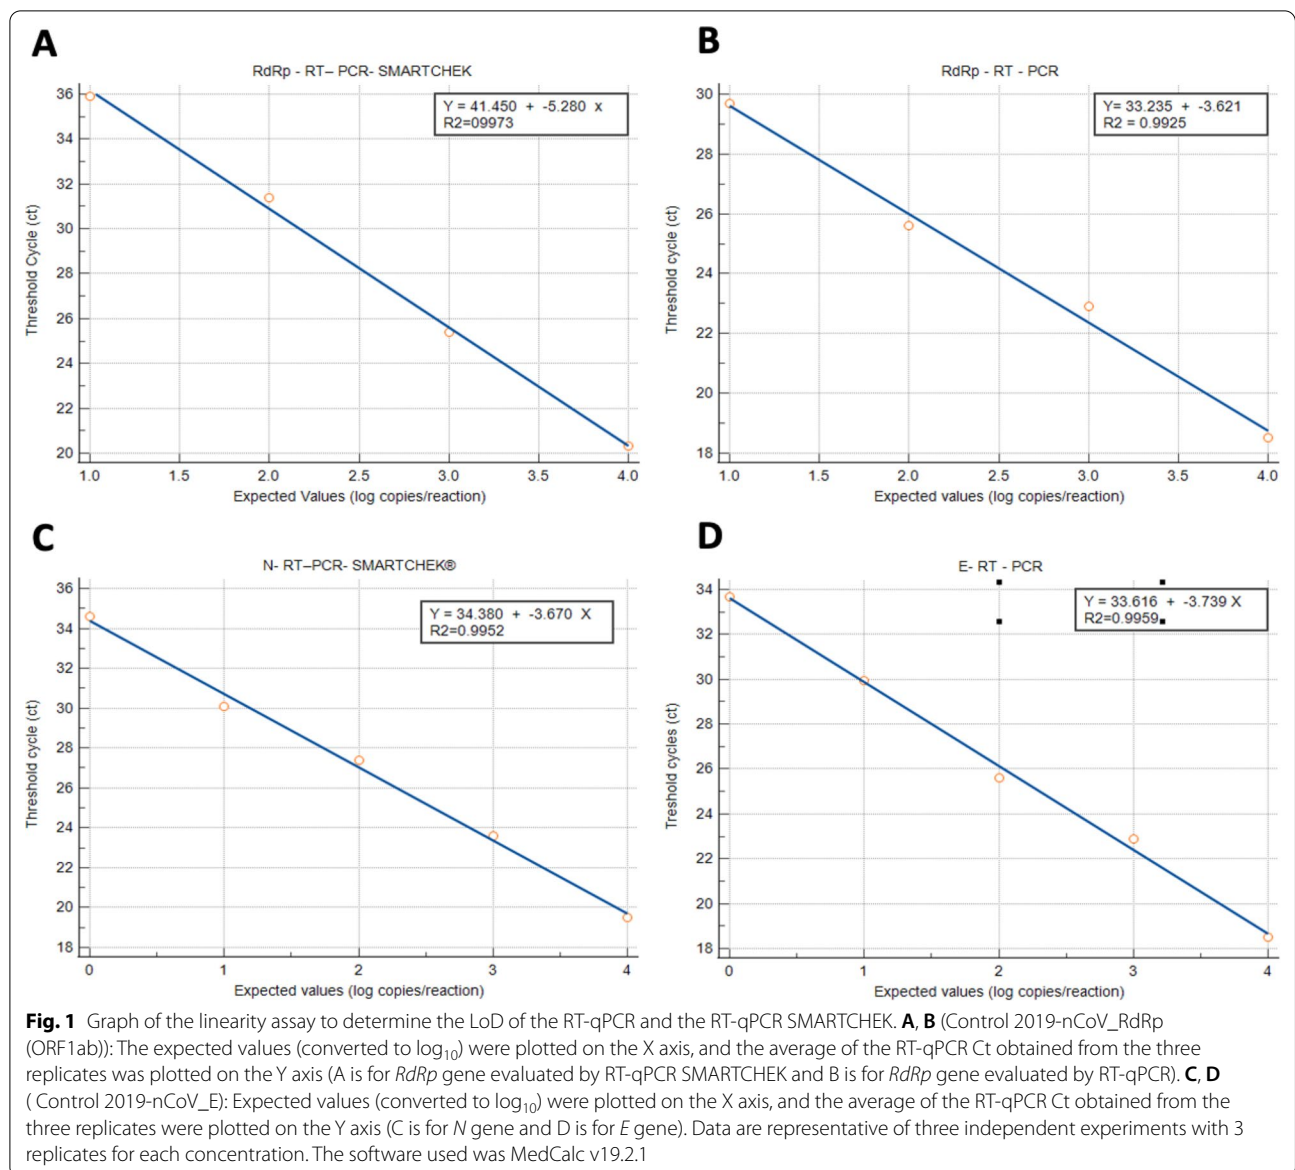 A
RdRp - RT– PCR- SMARTCHEK
Y = 41.450 + -5.280 x
R2=09973
Threshold Cycle (ct)
36
34
32
30
28
26
24
22
20
1.0 1.5 2.0 2.5 3.0 3.5 4.0
Expected Values (log copies/reaction)
B
RdRp - RT - PCR
Y= 33.235 + -3.621
R2 = 0.9925
Threshold cycle (ct)
30
28
26
24
22
20
18
1.0 1.5 2.0 2.5 3.0 3.5 4.0
Expected values (log copies/reaction)
C
N- RT–PCR- SMARTCHEK®
Y = 34.380 + -3.670 X
R2=0.9952
Threshold cycle (ct)
36
34
32
30
28
26
24
22
20
18
0 1 2 3 4
Expected values (log copies/reaction)
D
E- RT - PCR
Y = 33.616 + -3.739 X
R2=0.9959
Treshold cycles (ct)
34
32
30
28
26
24
22
20
18
0 1 2 3 4
Expected values (log copies/reaction)
Fig. 1 Graph of the linearity assay to determine the LoD of the RT-qPCR and the RT-qPCR SMARTCHEK. A, B (Control 2019-nCoV_RdRp
(ORF1ab)): The expected values (converted to log10) were plotted on the X axis, and the average of the RT-qPCR Ct obtained from the three
replicates was plotted on the Y axis (A is for RdRp gene evaluated by RT-qPCR SMARTCHEK and B is for RdRp gene evaluated by RT-qPCR). C, D
( Control 2019-nCoV_E): Expected values (converted to log10) were plotted on the X axis, and the average of the RT-qPCR Ct obtained from the
three replicates were plotted on the Y axis (C is for N gene and D is for E gene). Data are representative of three independent experiments with 3
replicates for each concentration. The software used was MedCalc v19.2.1